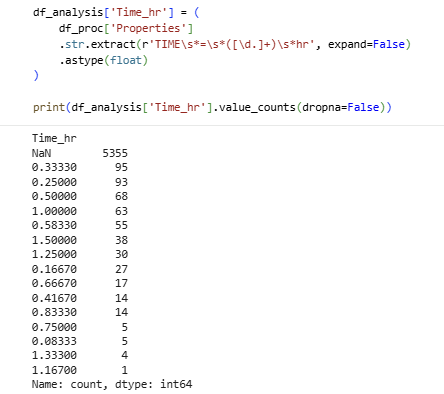 df_analysis['Time_hr'] = (
    df_proc['Properties']
    .str.extract(r'TIME\s*=\s*([\d.]+)\s*hr', expand=False)
    .astype(float)
)
print(df_analysis['Time_hr'].value_counts(dropna=False))
Time_hr
NaN        5355
0.33330      95
0.25000      93
0.50000      68
1.00000      63
0.58330      55
1.50000      38
1.25000      30
0.16670      27
0.66670      17
0.41670      14
0.83330      14
0.75000       5
0.08333       5
1.33300       4
1.16700       1
Name: count, dtype: int64